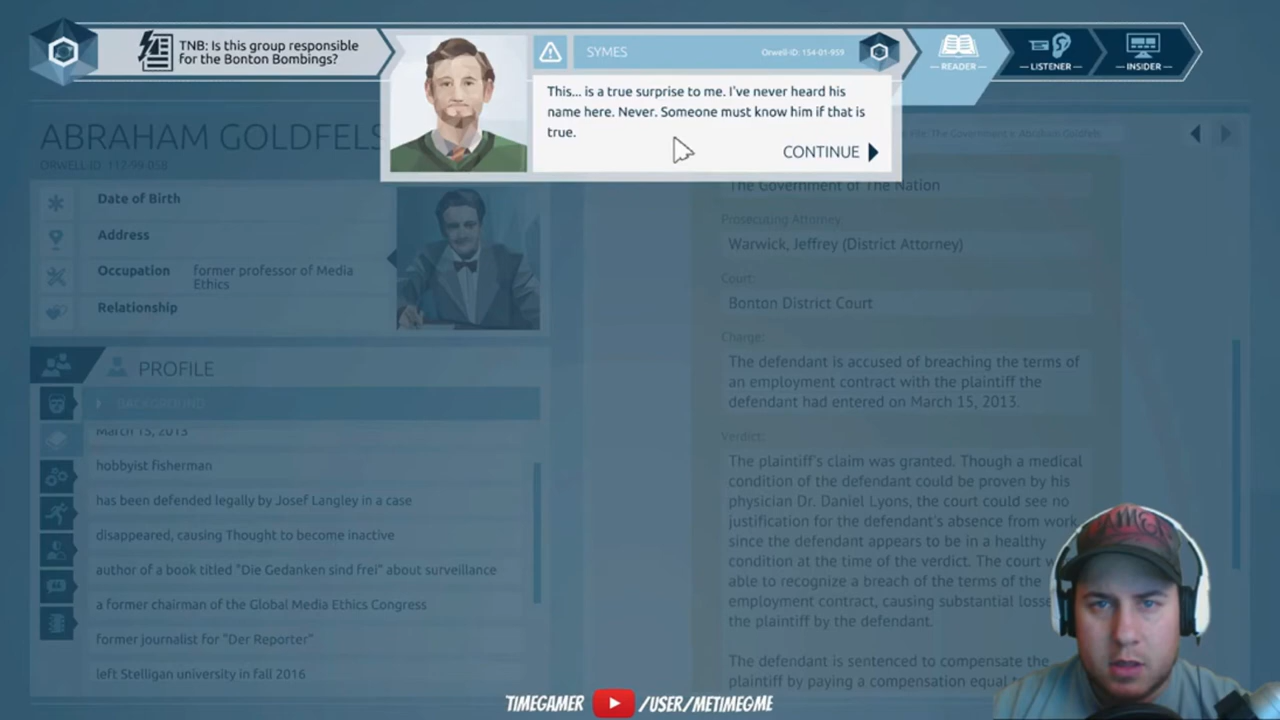 TNB: Is this group responsible
for the Bonton Bombings?
SYMES
Orwell-ID: 154-01-959
This... is a true surprise to me. I've never heard his
name here. Never. Someone must know him if that is
true.
CONTINUE
READER
LISTENER
INSIDER
ABRAHAM GOLDFELS
ORWELL-ID: 112-99-058
Date of Birth
Address
Occupation former professor of Media
Ethics
Relationship
PROFILE
BACKGROUND
March 15, 2013
hobbyist fisherman
has been defended legally by Josef Langley in a case
disappeared, causing Thought to become inactive
author of a book titled "Die Gedanken sind frei" about surveillance
a former chairman of the Global Media Ethics Congress
former journalist for "Der Reporter"
left Stelligan university in fall 2016
File: The Government v. Abraham Goldfels
The Government of The Nation
Prosecuting Attorney:
Warwick, Jeffrey (District Attorney)
Court:
Bonton District Court
Charge:
The defendant is accused of breaching the terms of
an employment contract with the plaintiff the
defendant had entered on March 15, 2013.
Verdict:
The plaintiff's claim was granted. Though a medical
condition of the defendant could be proven by his
physician Dr. Daniel Lyons, the court could see no
justification for the defendant's absence from work,
since the defendant appears to be in a healthy
condition at the time of the verdict. The court
able to recognize a breach of the terms of the
employment contract, causing substantial
the plaintiff by the defendant.
The defendant is sentenced to compensate the
plaintiff by paying a compensation equal
TIMEGAMER /USER/METIMEGME